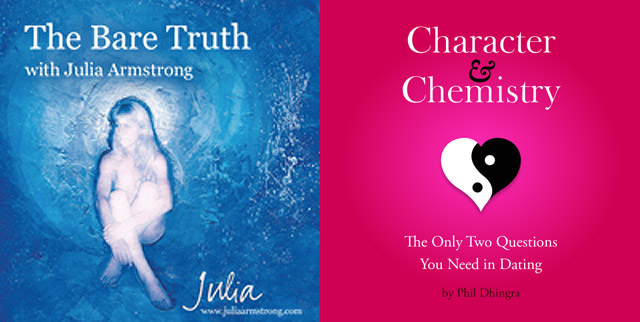 The Bare Truth
with Julia Armstrong
Julia
www.juliaarmstrong.com
Character
&
Chemistry
The Only Two Questions
You Need in Dating
by Phil Dhingra